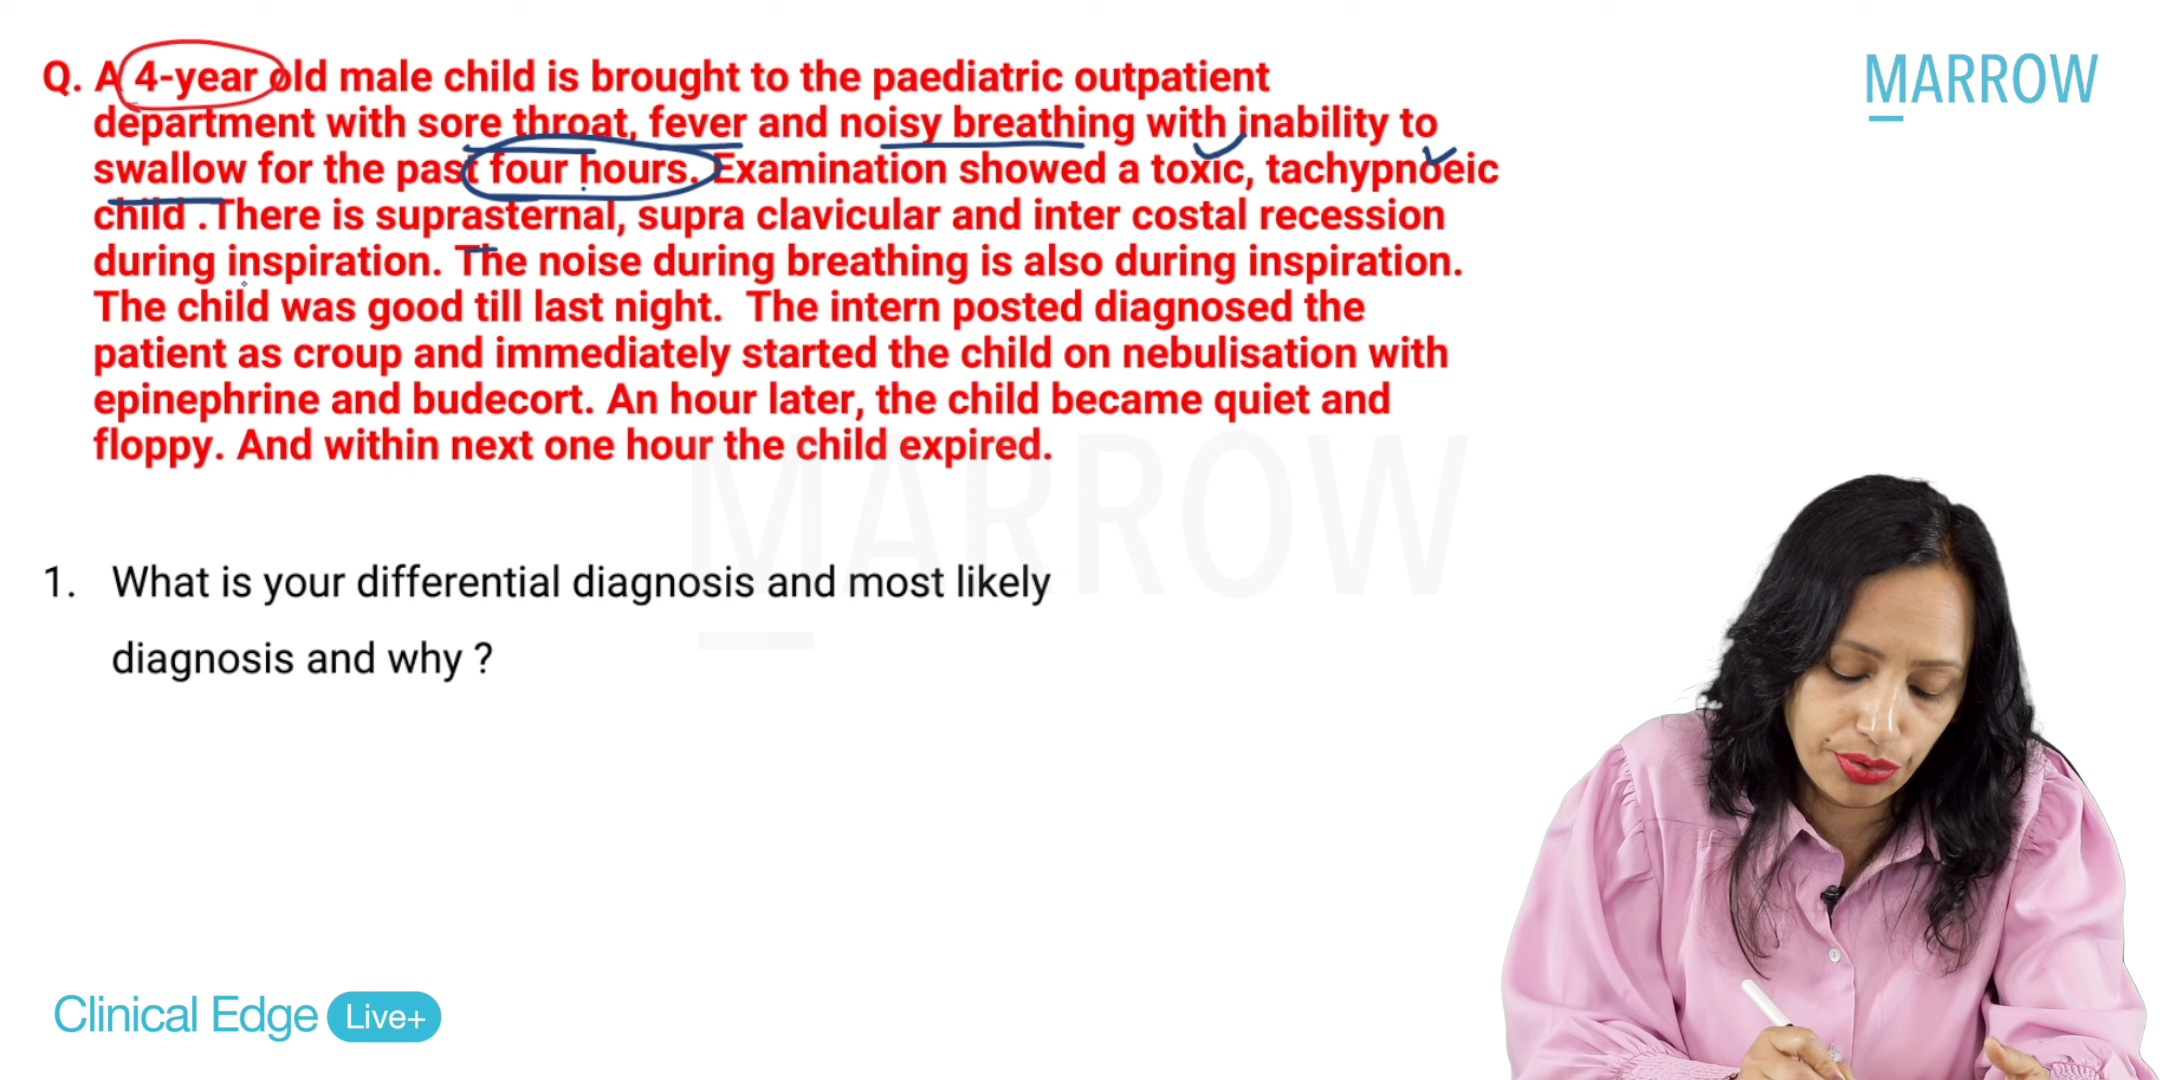 MARROW
Q. A 4-year old male child is brought to the paediatric outpatient
department with sore throat, fever and noisy breathing with inability to
swallow for the past four hours. Examination showed a toxic, tachypnoeic
child .There is suprasternal, supra clavicular and inter costal recession
during inspiration. The noise during breathing is also during inspiration.
The child was good till last night. The intern posted diagnosed the
patient as croup and immediately started the child on nebulisation with
epinephrine and budecort. An hour later, the child became quiet and
floppy. And within next one hour the child expired.
MARROW
1. What is your differential diagnosis and most likely
diagnosis and why ?
Clinical Edge Live+